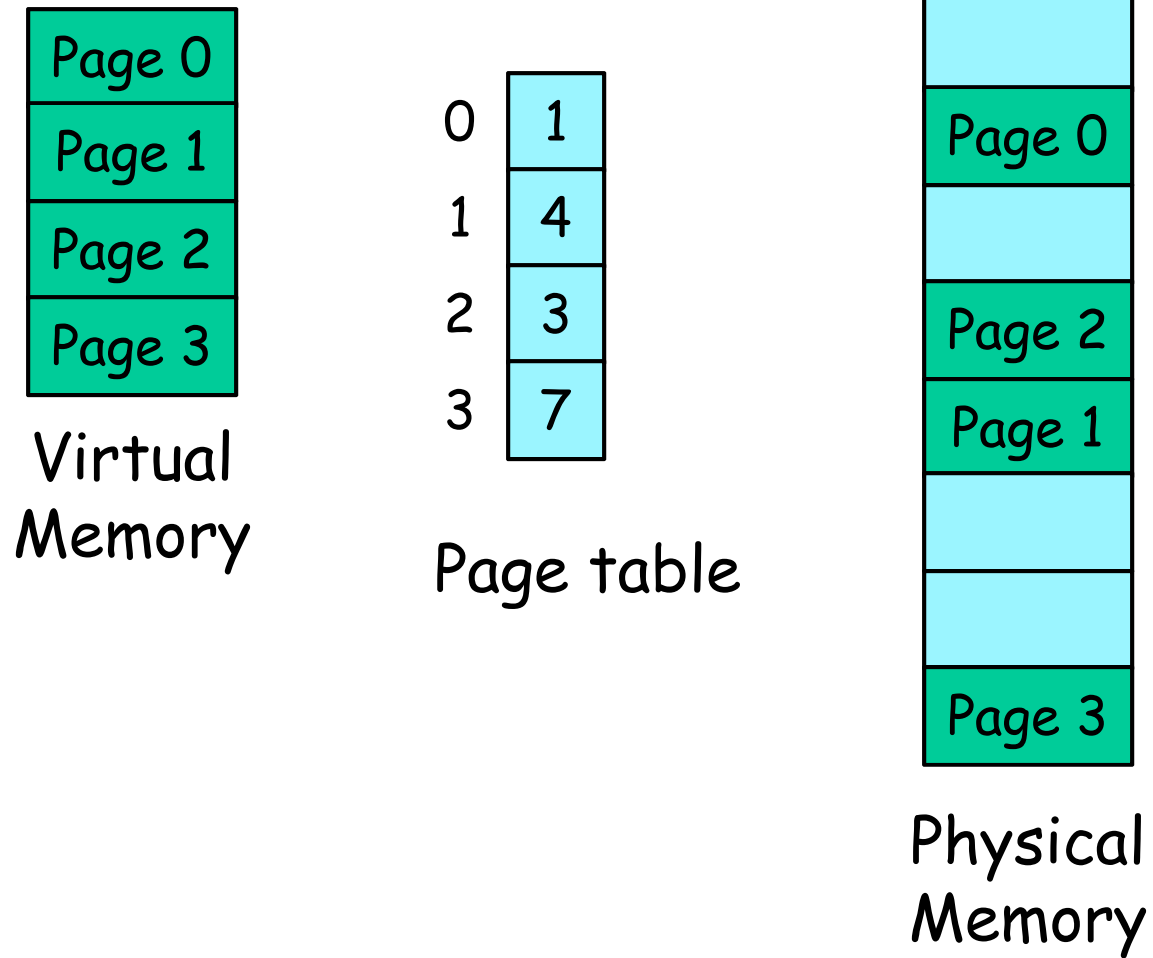 Page 0
Page 1
Page 2
Page 3
Virtual
Memory
0 1
1 4
2 3
3 7
Page table
Page 0
Page 2
Page 1
Page 3
Physical
Memory